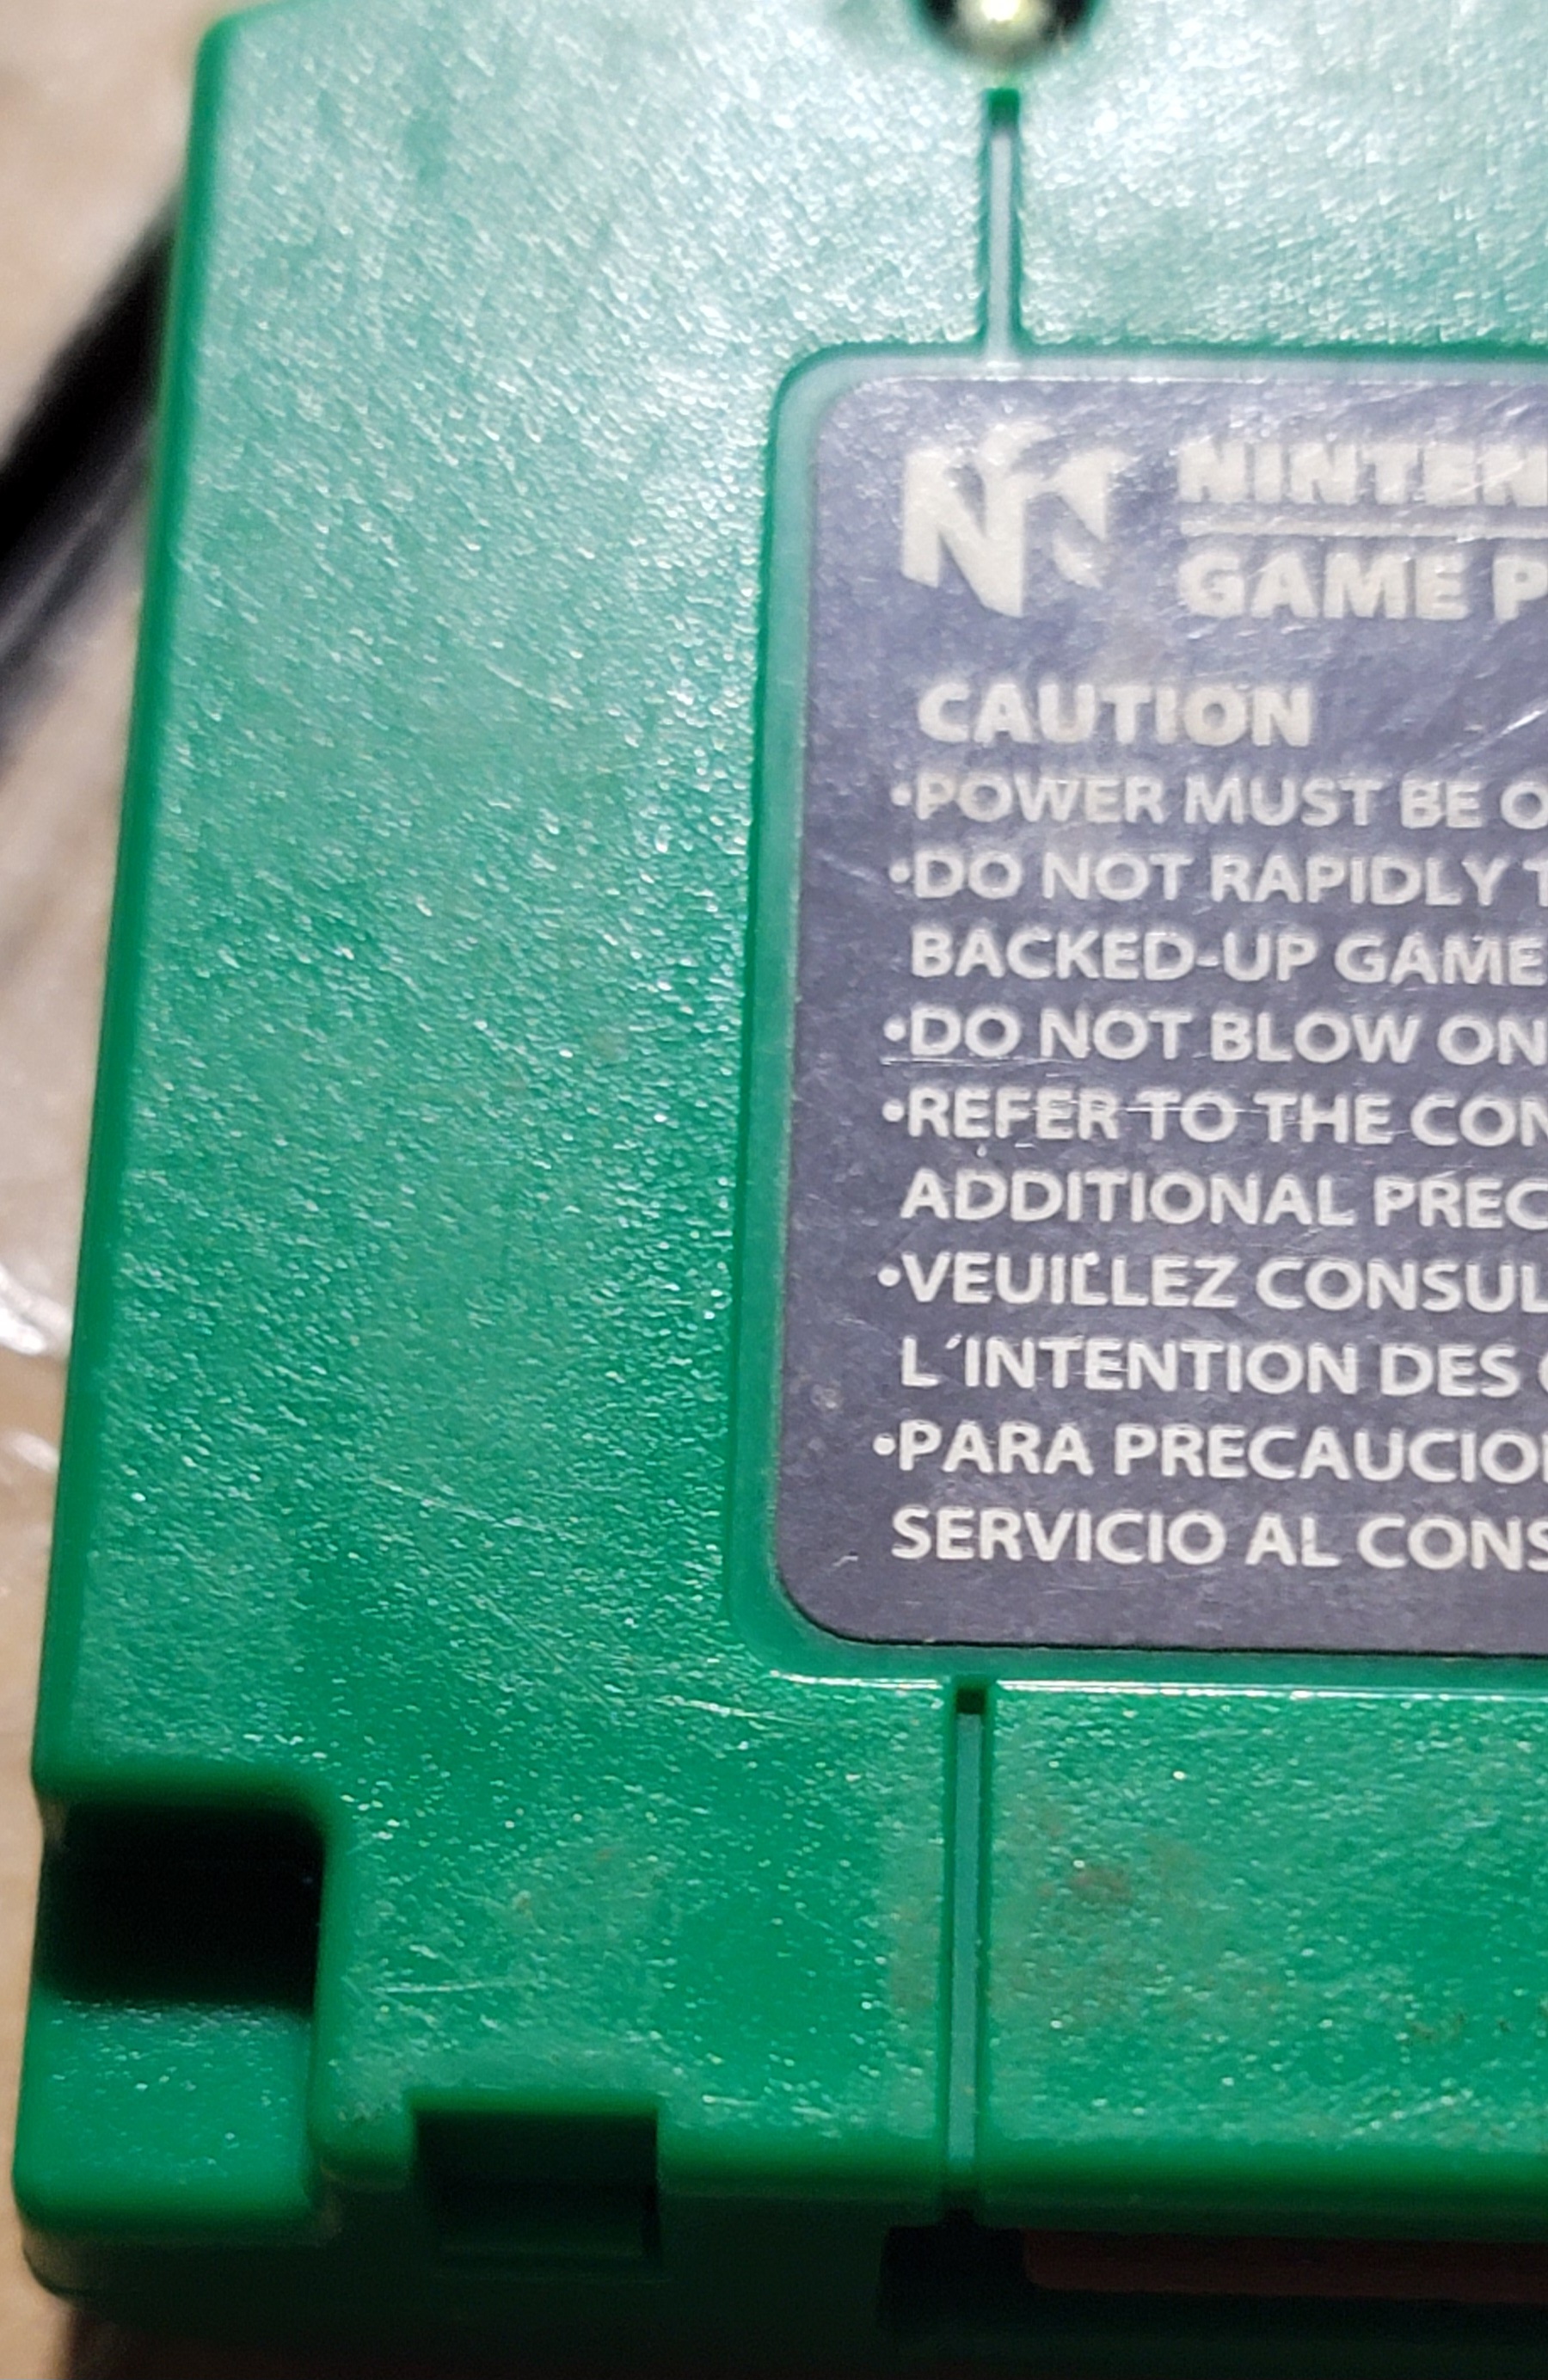 NINTEN
GAME P
CAUTION
•POWER MUST BE O
•DO NOT RAPIDLY T
BACKED-UP GAME
•DO NOT BLOW ON
•REFER TO THE CON
ADDITIONAL PREC
•VEUILLEZ CONSUL
L´INTENTION DES
•PARA PRECAUCIO
SERVICIO AL CONS